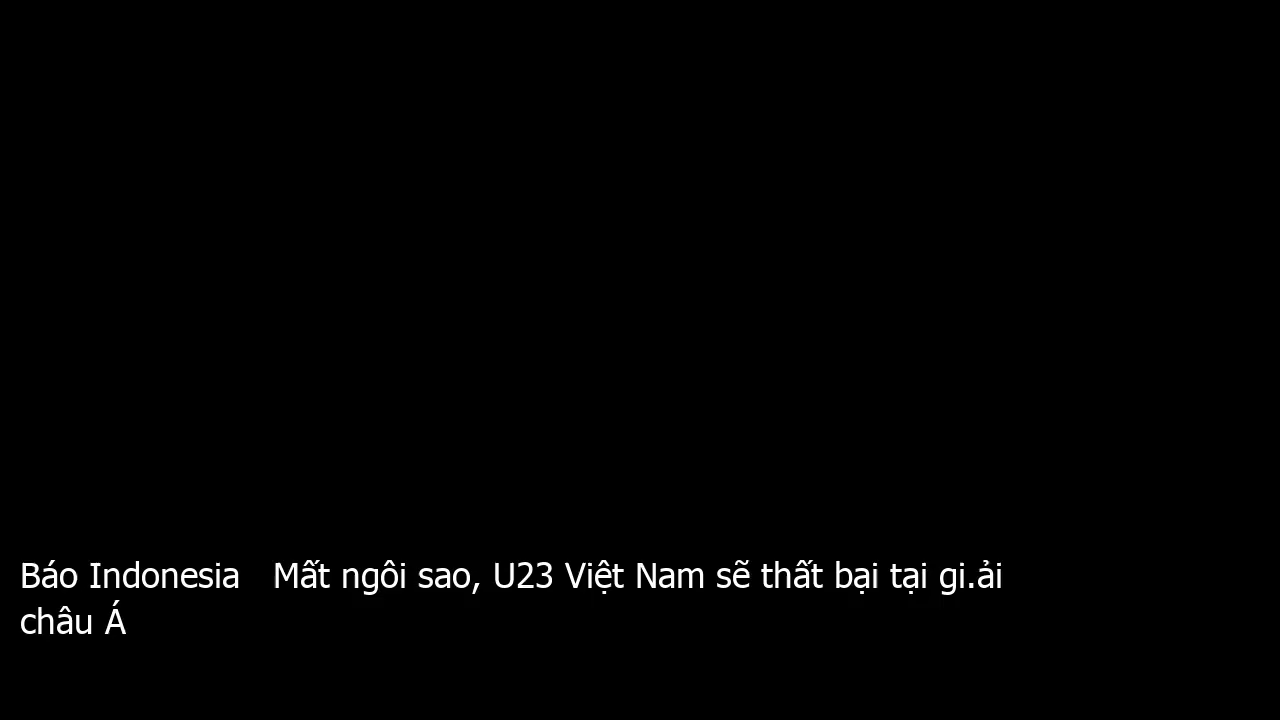 Báo Indonesia   Mất ngôi sao, U23 Việt Nam sẽ thất bại tại gi.ải
châu Á